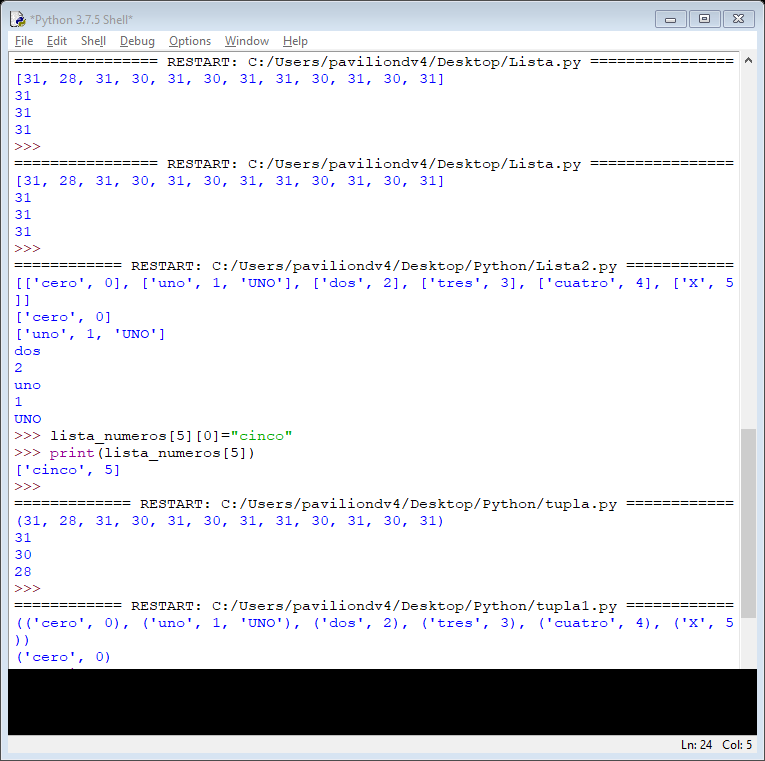 *Python 3.7.5 Shell*
File Edit Shell Debug Options Window Help
================ RESTART: C:/Users/paviliondv4/Desktop/Lista.py ================
[31, 28, 31, 30, 31, 30, 31, 31, 30, 31, 30, 31]
31
31
31
>>>
================ RESTART: C:/Users/paviliondv4/Desktop/Lista.py ================
[31, 28, 31, 30, 31, 30, 31, 31, 30, 31, 30, 31]
31
31
31
>>>
============ RESTART: C:/Users/paviliondv4/Desktop/Python/Lista2.py ============
[['cero', 0], ['uno', 1, 'UNO'], ['dos', 2], ['tres', 3], ['cuatro', 4], ['X', 5
]]
['cero', 0]
['uno', 1, 'UNO']
dos
2
uno
1
UNO
>>> lista_numeros[5][0]="cinco"
>>> print(lista_numeros[5])
['cinco', 5]
>>>
============= RESTART: C:/Users/paviliondv4/Desktop/Python/tupla.py ============
(31, 28, 31, 30, 31, 30, 31, 31, 30, 31, 30, 31)
31
30
28
>>>
============ RESTART: C:/Users/paviliondv4/Desktop/Python/tupla1.py ============
(('cero', 0), ('uno', 1, 'UNO'), ('dos', 2), ('tres', 3), ('cuatro', 4), ('X', 5
))
('cero', 0)
Ln: 24 Col: 5